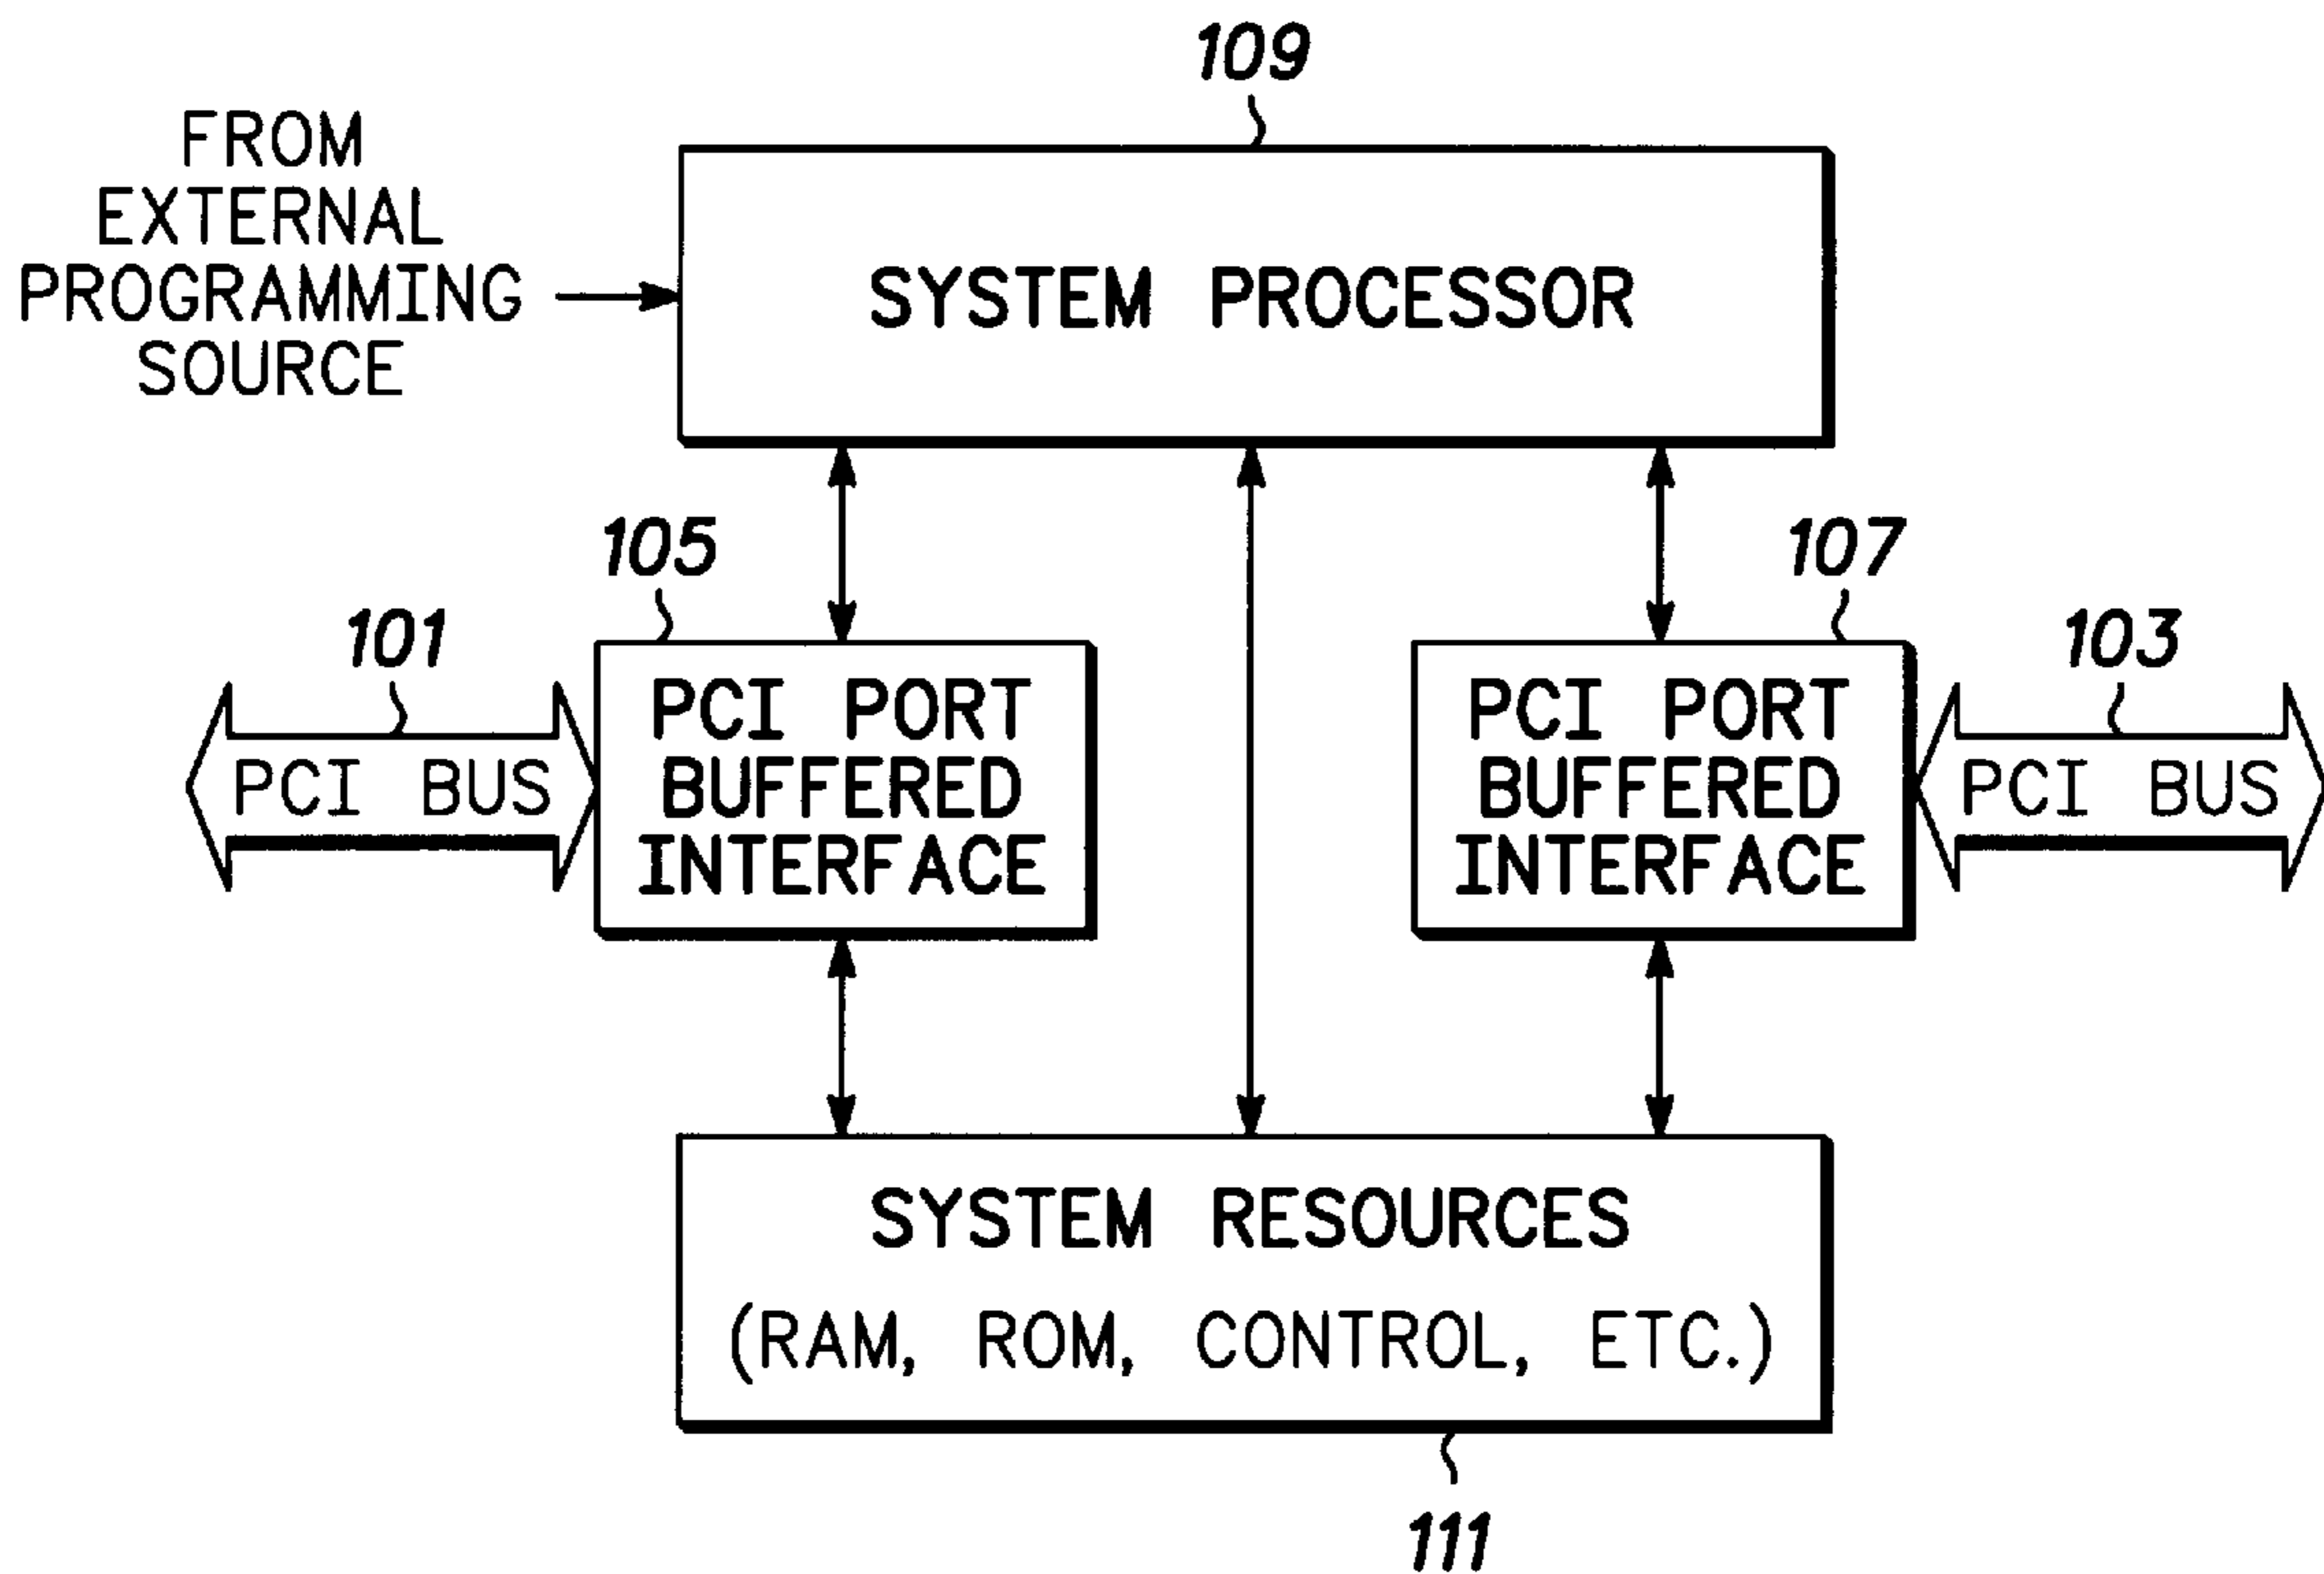 109
FROM
EXTERNAL
PROGRAMMING
SOURCE
SYSTEM PROCESSOR
105
107
101
103
PCI BUS
PCI PORT
BUFFERED
INTERFACE
PCI PORT
BUFFERED
INTERFACE
PCI BUS
SYSTEM RESOURCES
(RAM, ROM, CONTROL, ETC.)
111